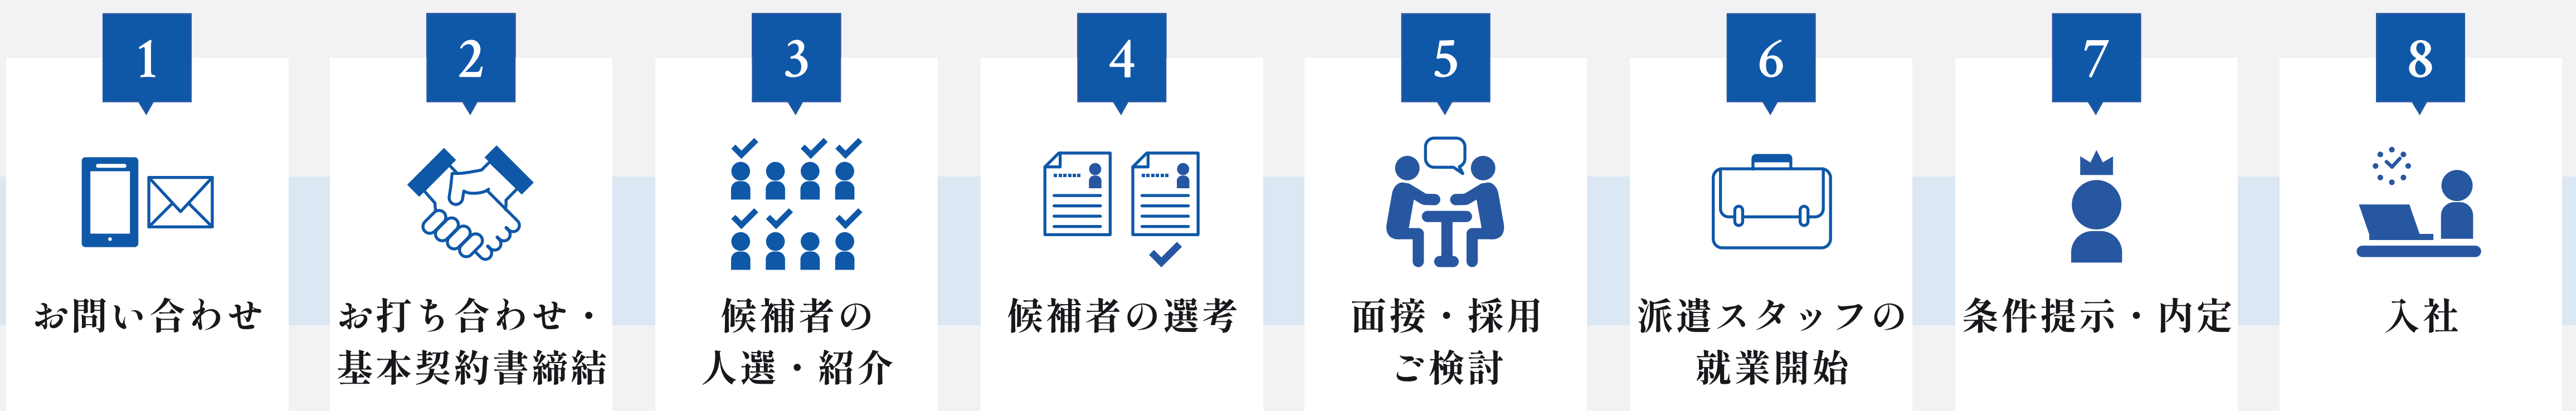 1
お問い合わせ
2
お打ち合わせ・
基本契約書締結
3
候補者の
人選・紹介
4
候補者の選考
5
面接・採用
ご検討
6
派遣スタッフの
就業開始
7
条件提示・内定
8
入社